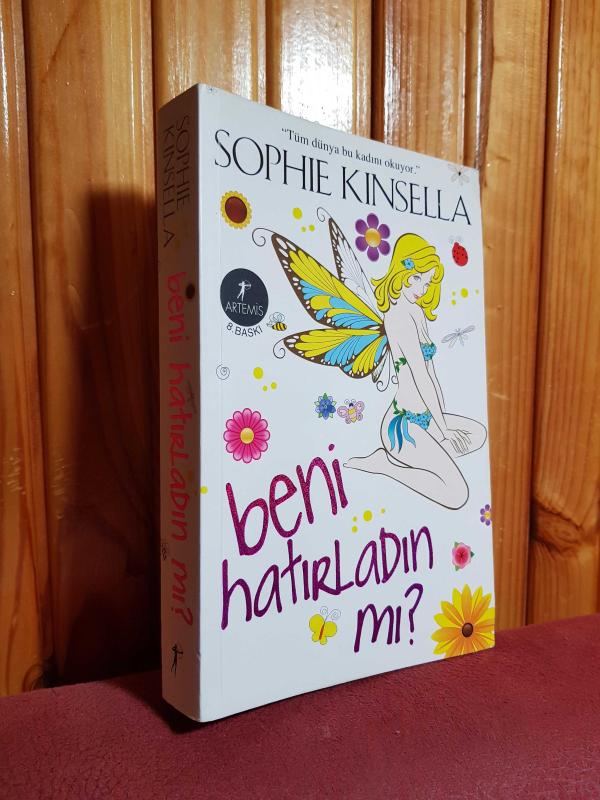 "Tüm dünya bu kadını okuyor."
SOPHIE KINSELLA
ARTEMİS
8. BASKI
beni
hatırladın
mı?
SOPHIE
KINSELLA
beni hatırladın mı?